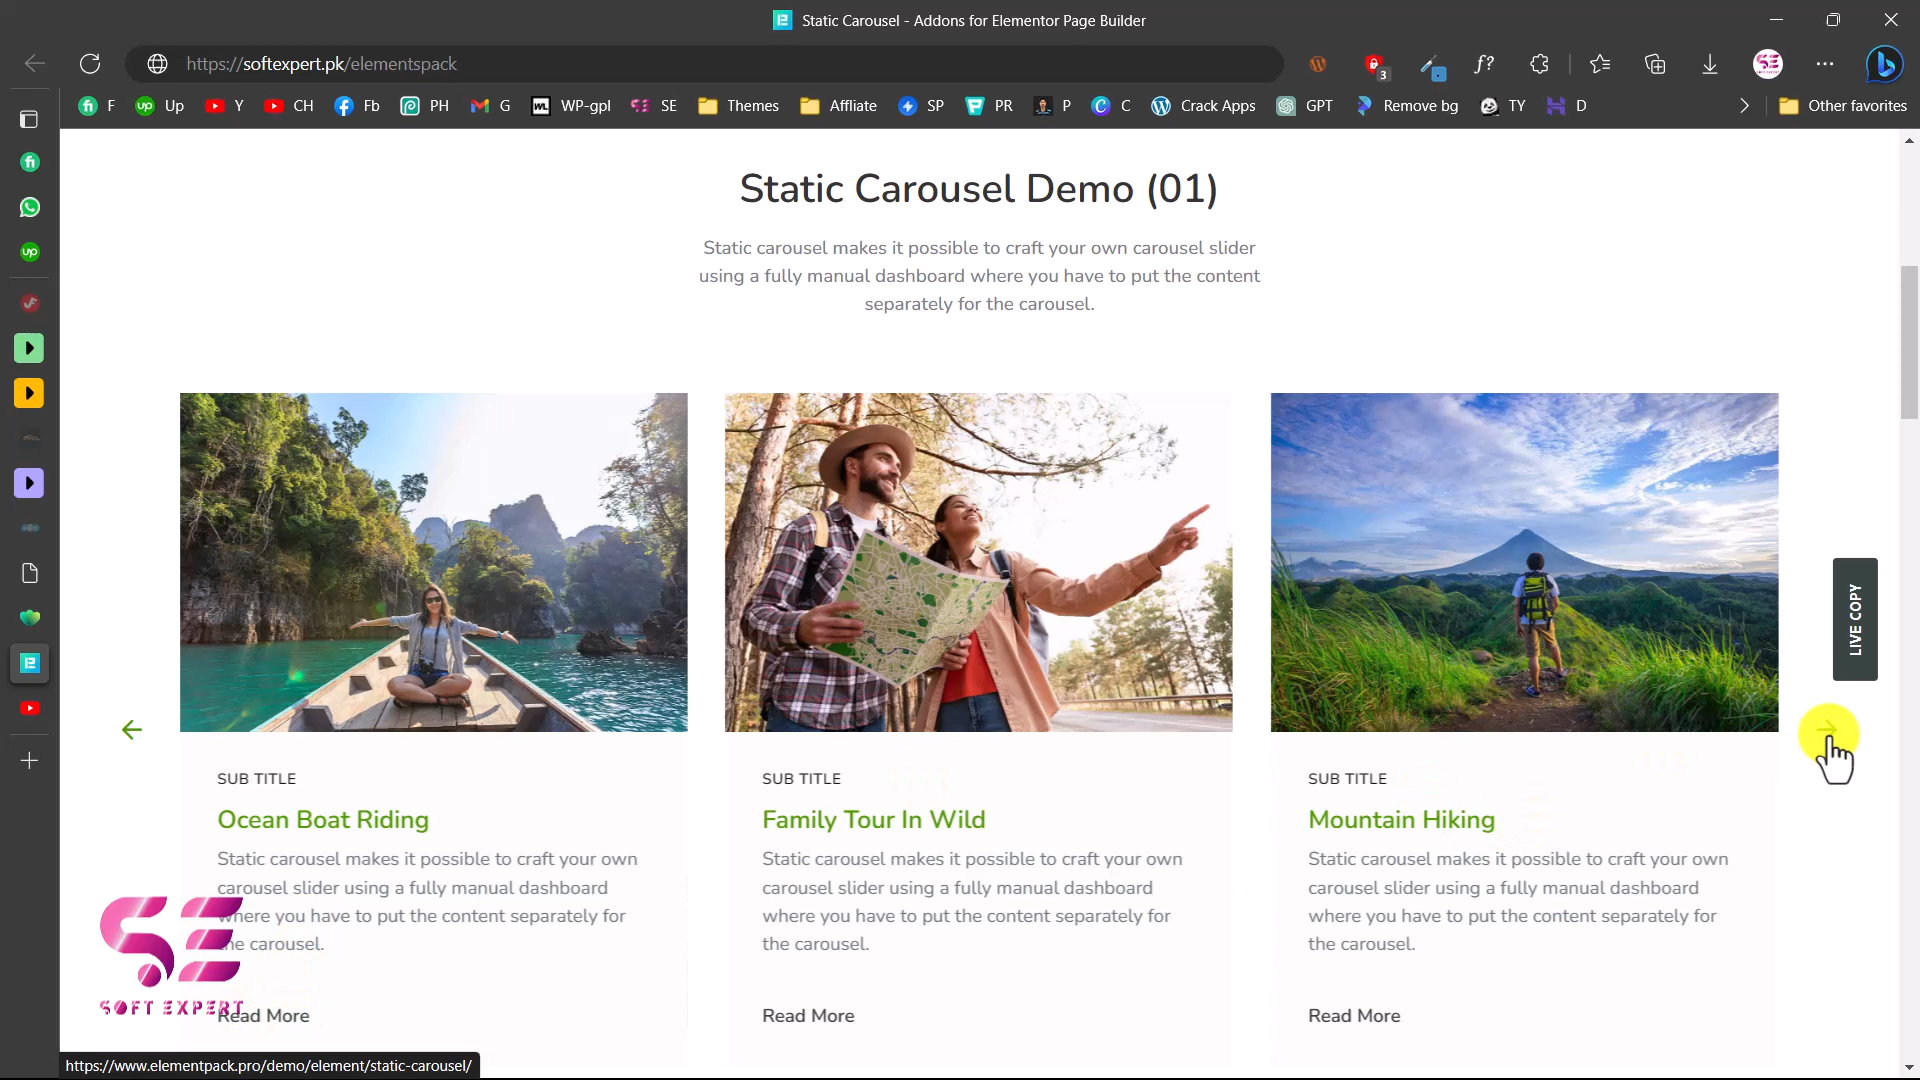 Static Carousel - Addons for Elementor Page Builder
https://softexpert.pk/elementspack
3
F
Up
Y
CH
Fb
PH
G
WP-gpl
SE
Themes
Affliate
SP
PR
P
C
Crack Apps
GPT
Remove bg
TY
D
Other favorites
Static Carousel Demo (01)
Static carousel makes it possible to craft your own carousel slider
using a fully manual dashboard where you have to put the content
separately for the carousel.
LIVE COPY
SUB TITLE
Ocean Boat Riding
Static carousel makes it possible to craft your own
carousel slider using a fully manual dashboard
where you have to put the content separately for
the carousel.
Read More
SUB TITLE
Family Tour In Wild
Static carousel makes it possible to craft your own
carousel slider using a fully manual dashboard
where you have to put the content separately for
the carousel.
Read More
SUB TITLE
Mountain Hiking
Static carousel makes it possible to craft your own
carousel slider using a fully manual dashboard
where you have to put the content separately for
the carousel.
Read More
SE
SOFT EXPERT
https://www.elementpack.pro/demo/element/static-carousel/